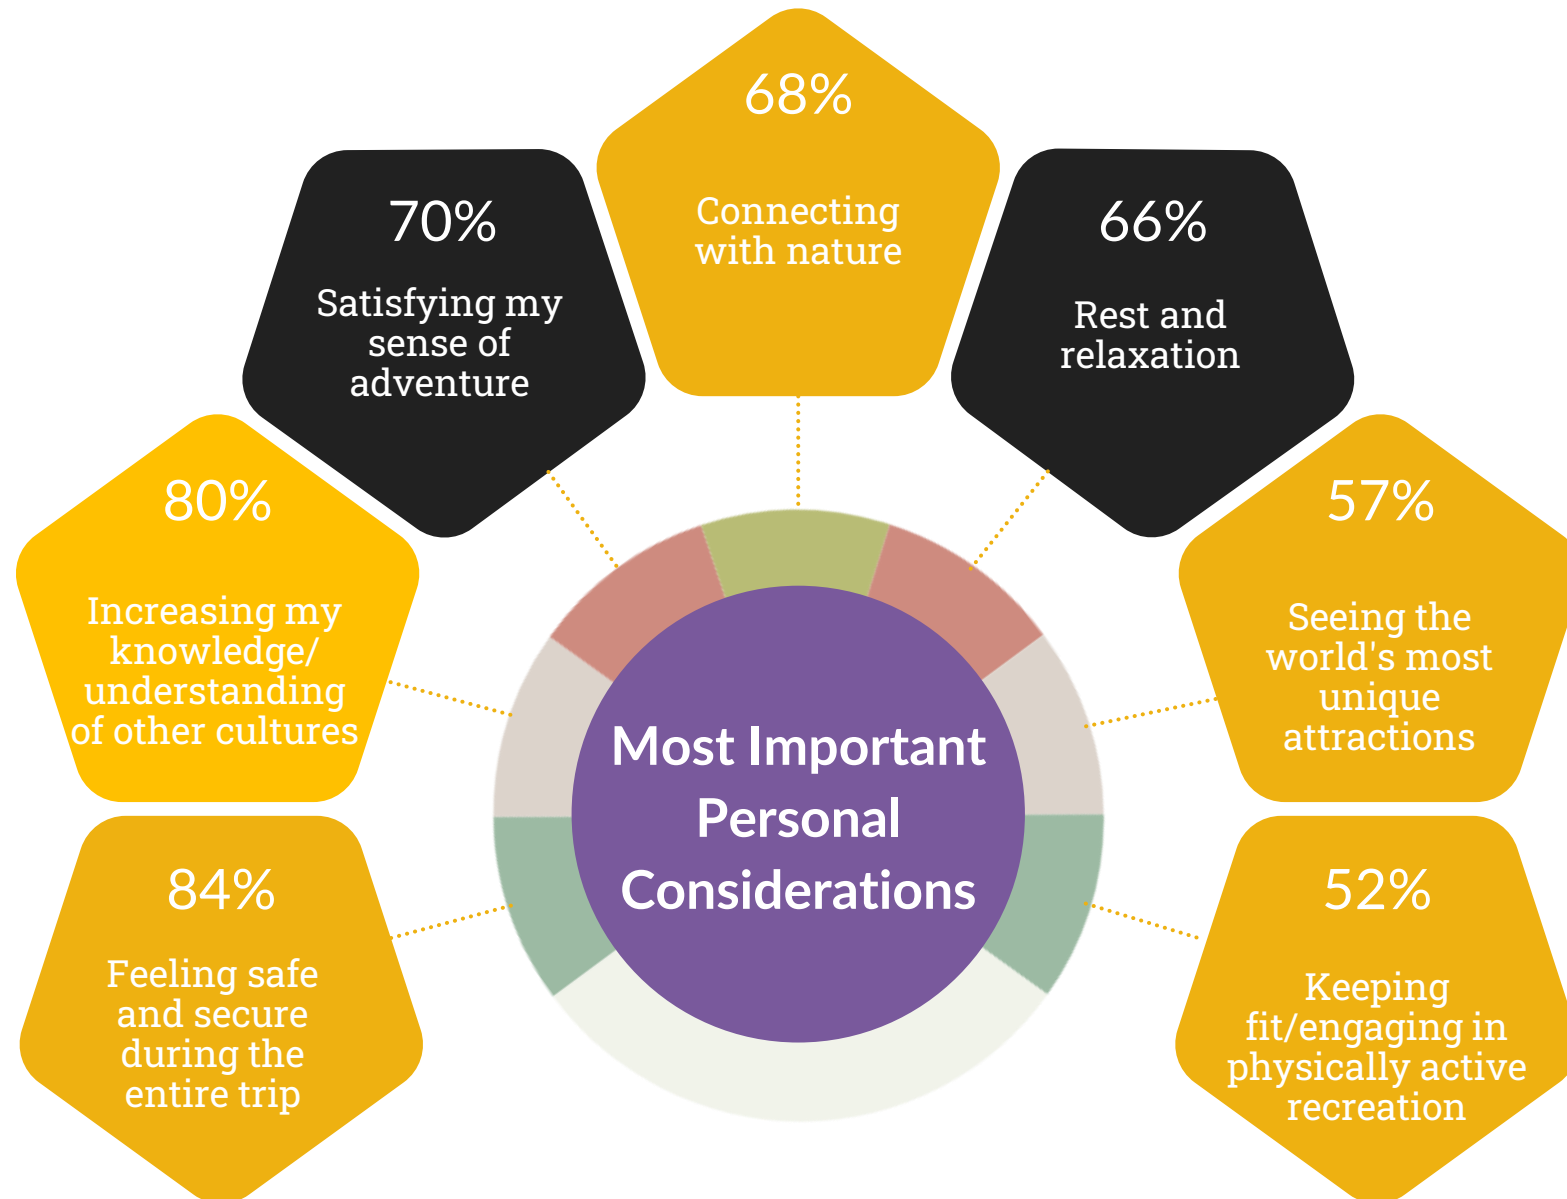 68%
Connecting
with nature
70%
Satisfying my
sense of
adventure
66%
Rest and
relaxation
80%
Increasing my
knowledge/
understanding
of other cultures
57%
Seeing the
world's most
unique
attractions
Most Important
Personal
Considerations
84%
Feeling safe
and secure
during the
entire trip
52%
Keeping
fit/engaging in
physically active
recreation